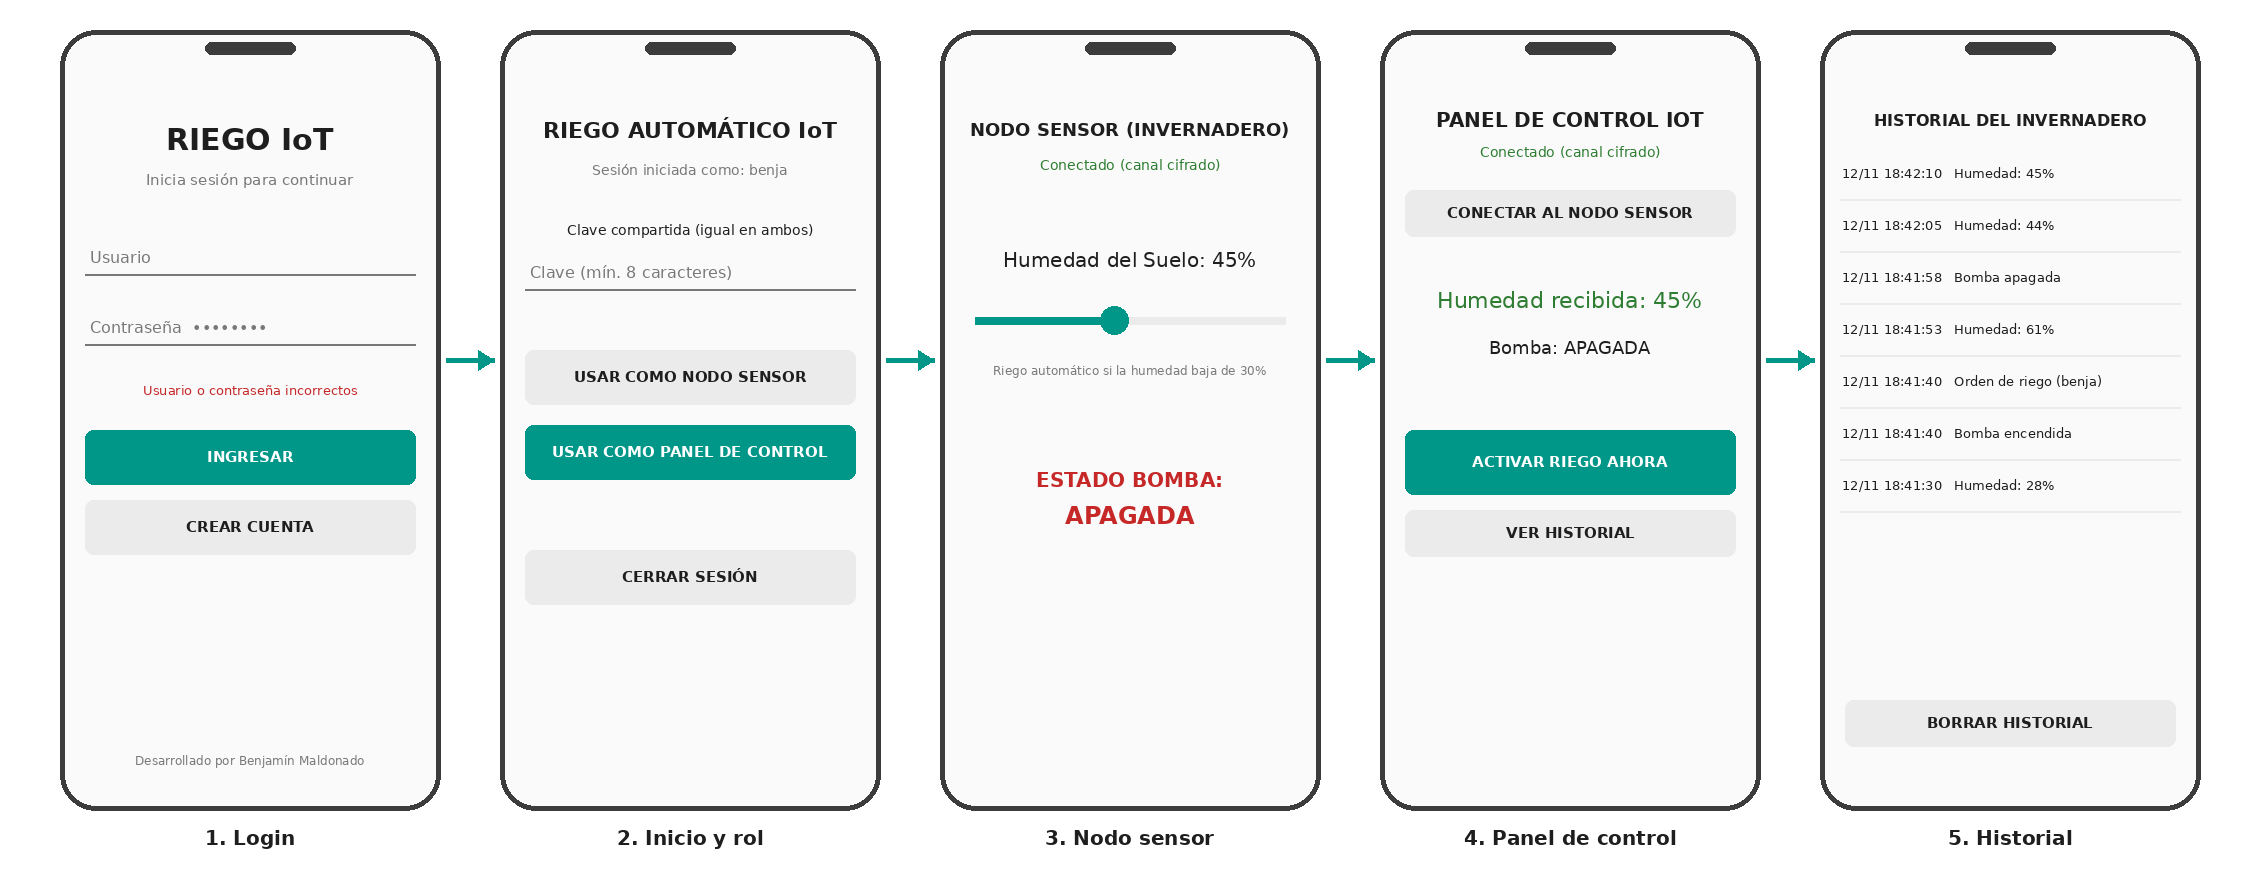 RIEGO IoT
Inicia sesión para continuar
Usuario
Contraseña ••••••••
Usuario o contraseña incorrectos
INGRESAR
CREAR CUENTA
Desarrollado por Benjamín Maldonado
1. Login
RIEGO AUTOMÁTICO IoT
Sesión iniciada como: benja
Clave compartida (igual en ambos)
Clave (mín. 8 caracteres)
USAR COMO NODO SENSOR
USAR COMO PANEL DE CONTROL
CERRAR SESIÓN
2. Inicio y rol
NODO SENSOR (INVERNADERO)
Conectado (canal cifrado)
Humedad del Suelo: 45%
Riego automático si la humedad baja de 30%
ESTADO BOMBA:
APAGADA
3. Nodo sensor
PANEL DE CONTROL IOT
Conectado (canal cifrado)
CONECTAR AL NODO SENSOR
Humedad recibida: 45%
Bomba: APAGADA
ACTIVAR RIEGO AHORA
VER HISTORIAL
4. Panel de control
HISTORIAL DEL INVERNADERO
12/11 18:42:10 Humedad: 45%
12/11 18:42:05 Humedad: 44%
12/11 18:41:58 Bomba apagada
12/11 18:41:53 Humedad: 61%
12/11 18:41:40 Orden de riego (benja)
12/11 18:41:40 Bomba encendida
12/11 18:41:30 Humedad: 28%
BORRAR HISTORIAL
5. Historial